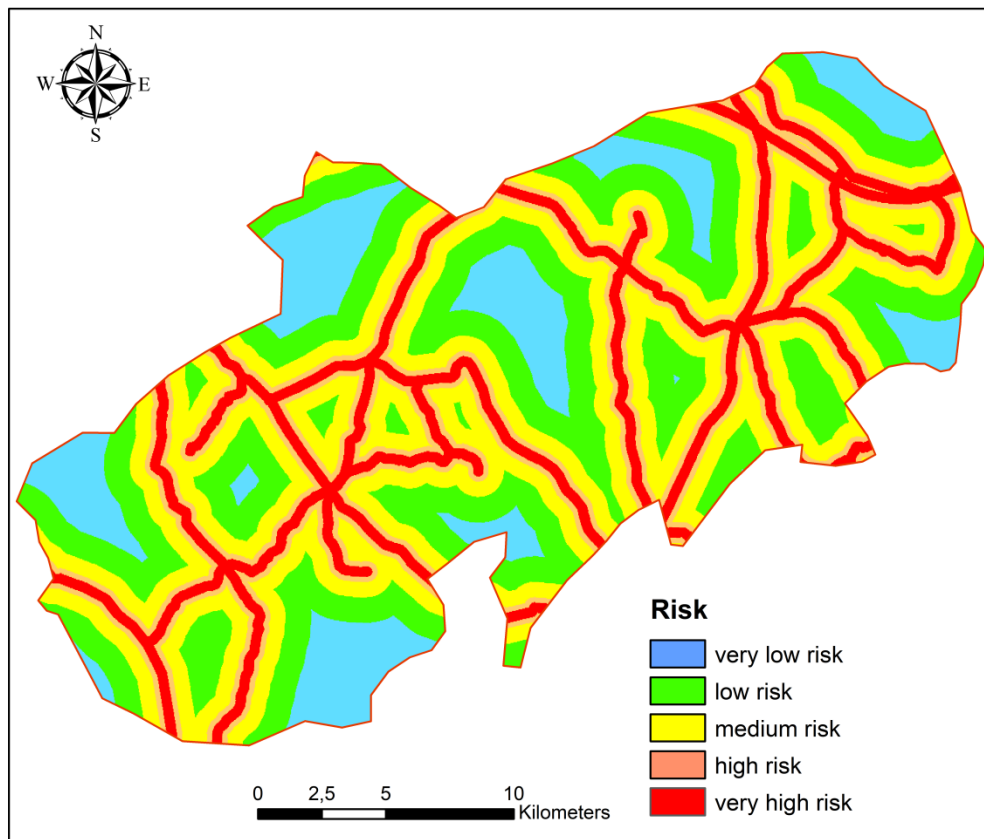 N
W E
S
Risk
very low risk
low risk
medium risk
high risk
very high risk
0 2,5 5 10
Kilometers